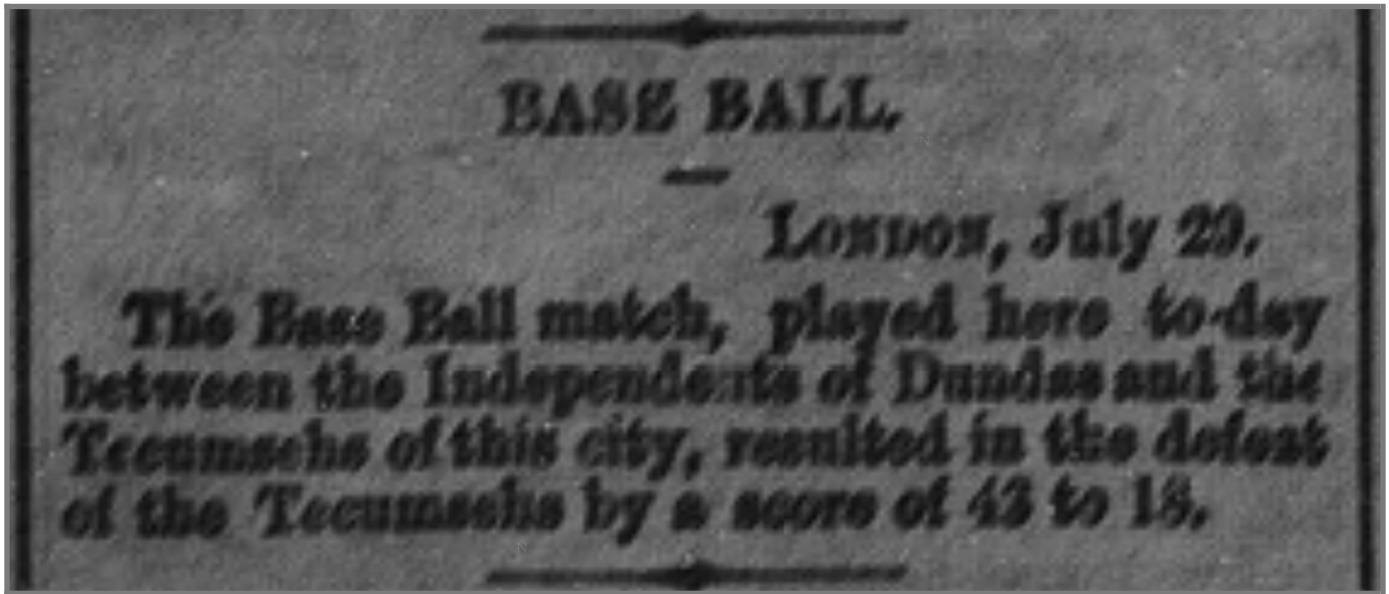 BASE BALL.
LONDON, July 29.
The Base Ball match, played here to-day
between the Independents of Dundas and the
Tecumsehs of this city, resulted in the defeat
of the Tecumsehs by a score of 43 to 18.